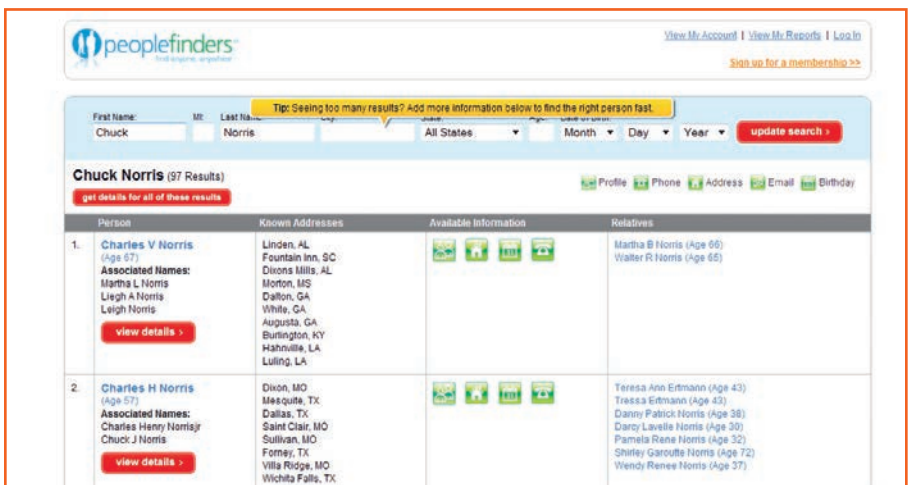 peoplefinders
find anyone, anywhere
View My Account | View My Reports | Log In
Sign up for a membership >>
Tip: Seeing too many results? Add more information below to find the right person fast.
First Name: MI: Last Name: City: State: Age: Date of Birth:
Chuck Norris All States Month Day Year update search ›
Chuck Norris (97 Results)
Profile Phone Address Email Birthday
get details for all of these results
Person Known Addresses Available Information Relatives
1. Charles V Norris
(Age 67)
Associated Names:
Martha L Norris
Liegh A Norris
Leigh Norris
view details ›
Linden, AL
Fountain Inn, SC
Dixons Mills, AL
Morton, MS
Dalton, GA
White, GA
Augusta, GA
Burlington, KY
Hahnville, LA
Luling, LA
Martha B Norris (Age 66)
Walter R Norris (Age 65)
2. Charles H Norris
(Age 57)
Associated Names:
Charles Henry Norrisjr
Chuck J Norris
view details ›
Dixon, MO
Mesquite, TX
Dallas, TX
Saint Clair, MO
Sullivan, MO
Forney, TX
Villa Ridge, MO
Wichita Falls, TX
Teresa Ann Ertmann (Age 43)
Tressa Ertmann (Age 43)
Danny Patrick Norris (Age 38)
Darcy Lavelle Norris (Age 30)
Pamela Rene Norris (Age 32)
Shirley Garoutte Norris (Age 72)
Wendy Renee Norris (Age 37)